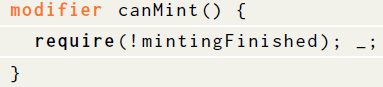 modifier canMint() {
  require(!mintingFinished); _;
}